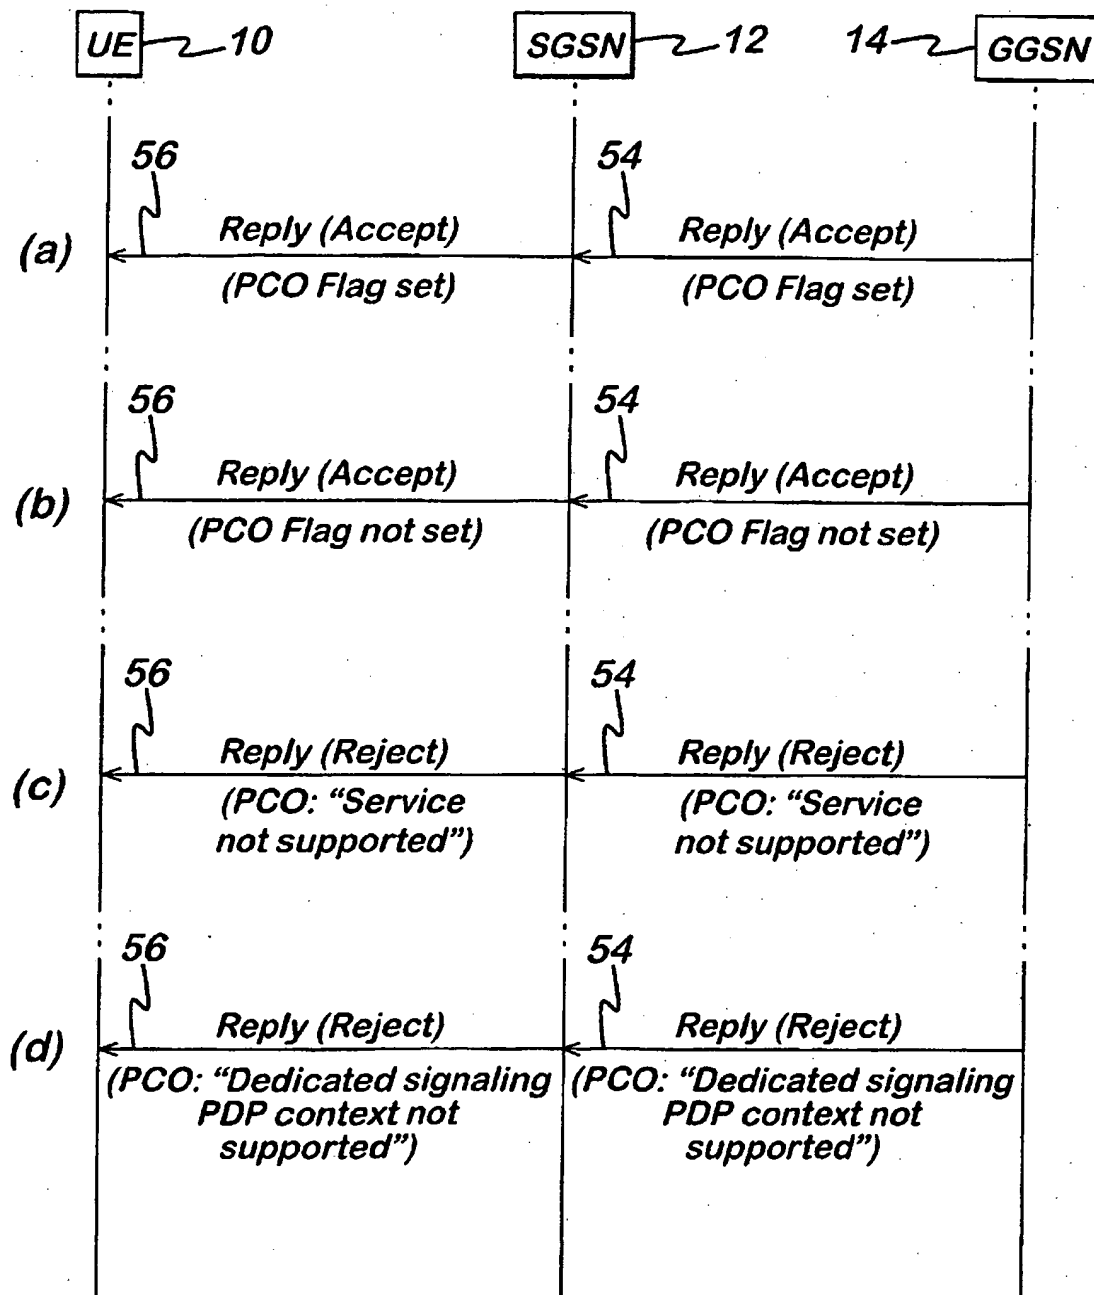 UE 10 SGSN 12 14 GGSN
56 54
Reply (Accept) Reply (Accept)
(a)
(PCO Flag set) (PCO Flag set)
56 54
Reply (Accept) Reply (Accept)
(b)
(PCO Flag not set) (PCO Flag not set)
56 54
Reply (Reject) Reply (Reject)
(c)
(PCO: “Service (PCO: “Service
not supported”) not supported”)
56 54
Reply (Reject) Reply (Reject)
(d)
(PCO: “Dedicated signaling (PCO: “Dedicated signaling
PDP context not PDP context not
supported”) supported”)